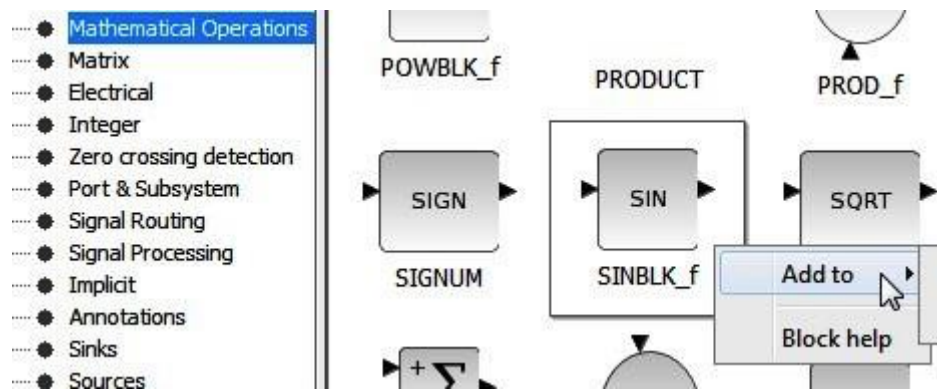 Mathematical Operations
Matrix
Electrical
Integer
Zero crossing detection
Port & Subsystem
Signal Routing
Signal Processing
Implicit
Annotations
Sinks
Sources
POWBLK_f
PRODUCT
PROD_f
SIGN
SIN
SQRT
SIGNUM
SINBLK_f
Add to
Block help
+
Σ